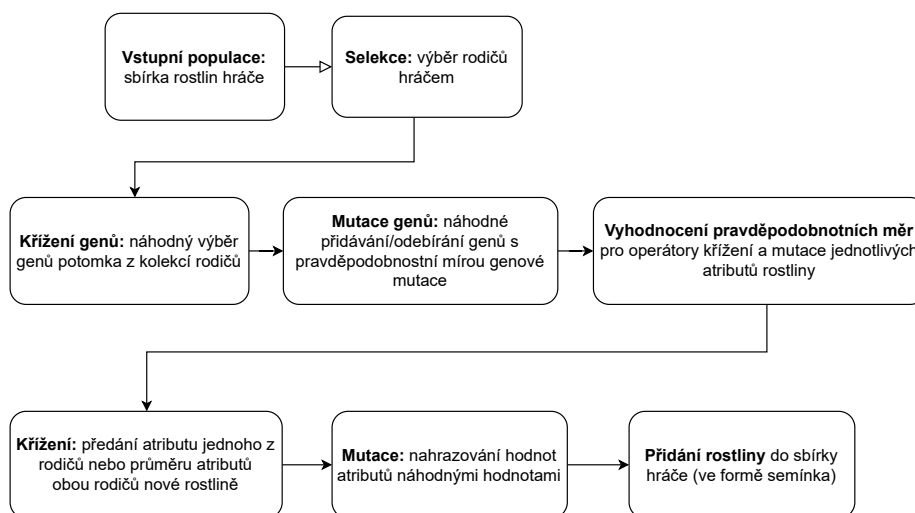 Vstupní populace:
sbírka rostlin hráče
Selekce: výběr rodičů
hráčem
Křížení genů: náhodný výběr
genů potomka z kolekcí rodičů
Mutace genů: náhodné
přidávání/odebírání genů s
pravděpodobnostní mírou genové
mutace
Vyhodnocení pravděpodobnotních měr
pro operátory křížení a mutace jednotlivých
atributů rostliny
Křížení: předání atributu jednoho z
rodičů nebo průměru atributů
obou rodičů nové rostlině
Mutace: nahrazování hodnot
atributů náhodnými hodnotami
Přidání rostliny do sbírky
hráče (ve formě semínka)